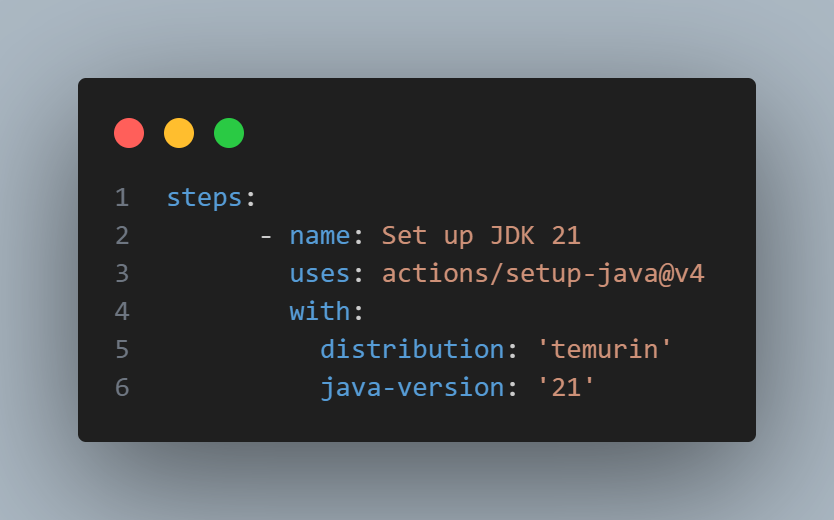 1 steps:
2       - name: Set up JDK 21
3         uses: actions/setup-java@v4
4         with:
5           distribution: 'temurin'
6           java-version: '21'